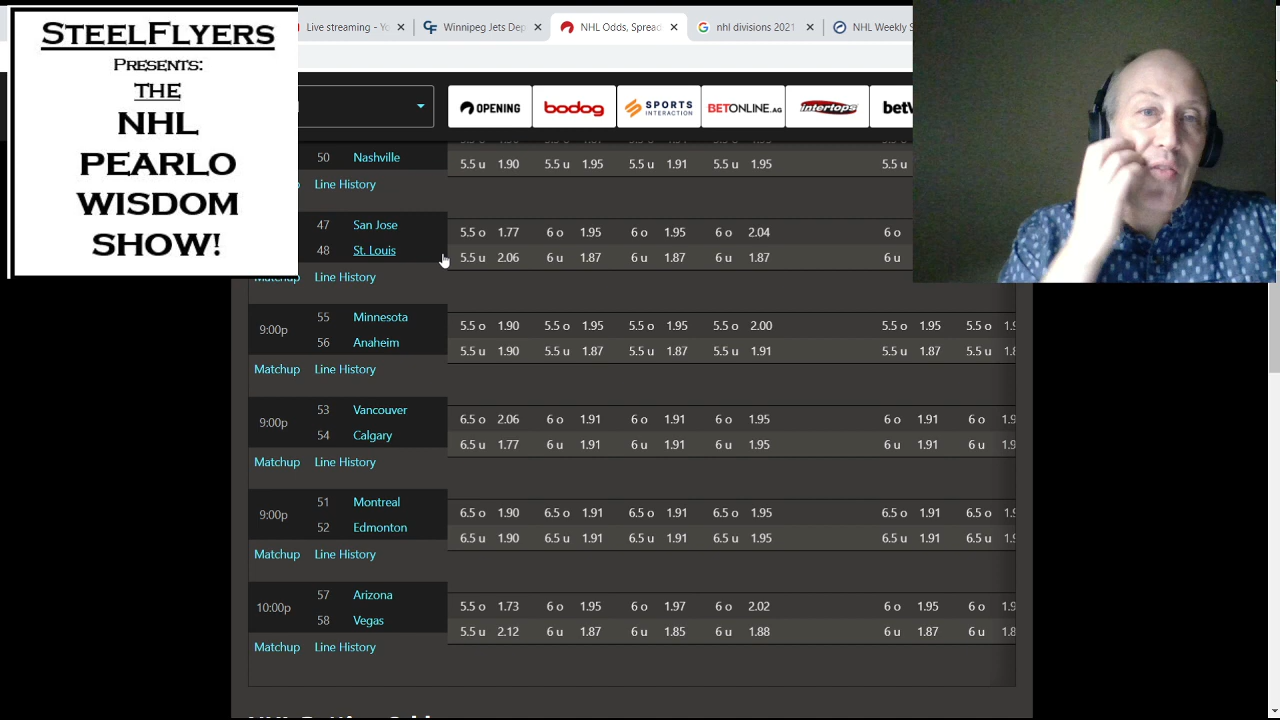 SteelFlyers
Presents:
THE
NHL
PEARLO
WISDOM
SHOW!
Live streaming - Yo
Winnipeg Jets Dep
NHL Odds, Spread
nhl divisions 2021
NHL Weekly S
OPENING
bodog
SPORTS INTERACTION
BETONLINE.AG
intertops
50 Nashville 5.5 u 1.90 5.5 u 1.95 5.5 u 1.91 5.5 u 1.95 5.5 u
Line History
47 San Jose 5.5 o 1.77 6 o 1.95 6 o 1.95 6 o 2.04 6 o
48 St. Louis 5.5 u 2.06 6 u 1.87 6 u 1.87 6 u 1.87 6 u
Matchup Line History
9:00p
55 Minnesota 5.5 o 1.90 5.5 o 1.95 5.5 o 1.95 5.5 o 2.00 5.5 o 1.95 5.5 o
56 Anaheim 5.5 u 1.90 5.5 u 1.87 5.5 u 1.87 5.5 u 1.91 5.5 u 1.87 5.5 u
Matchup Line History
9:00p
53 Vancouver 6.5 o 2.06 6 o 1.91 6 o 1.91 6 o 1.95 6 o 1.91 6 o
54 Calgary 6.5 u 1.77 6 u 1.91 6 u 1.91 6 u 1.95 6 u 1.91 6 u
Matchup Line History
9:00p
51 Montreal 6.5 o 1.90 6.5 o 1.91 6.5 o 1.91 6.5 o 1.95 6.5 o 1.91 6.5 o
52 Edmonton 6.5 u 1.90 6.5 u 1.91 6.5 u 1.91 6.5 u 1.95 6.5 u 1.91 6.5 u
Matchup Line History
10:00p
57 Arizona 5.5 o 1.73 6 o 1.95 6 o 1.97 6 o 2.02 6 o 1.95 6 o
58 Vegas 5.5 u 2.12 6 u 1.87 6 u 1.85 6 u 1.88 6 u 1.87 6 u
Matchup Line History